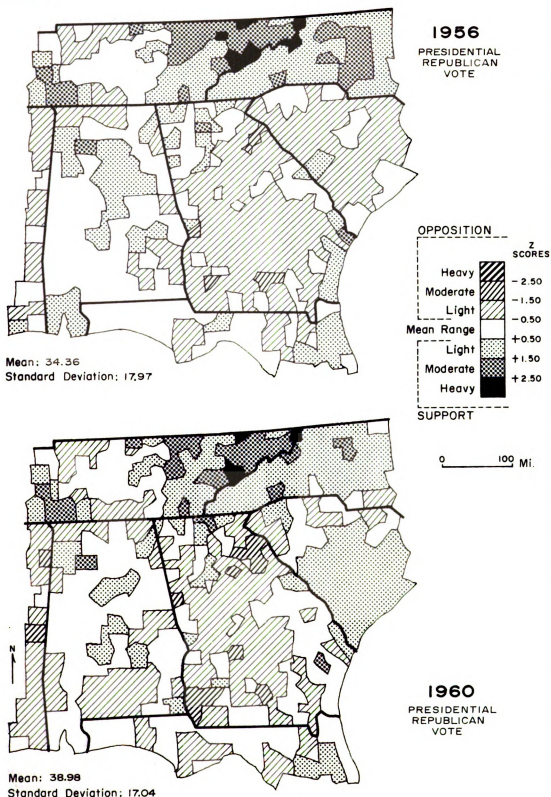 1956
PRESIDENTIAL
REPUBLICAN
VOTE
OPPOSITION
Z
SCORES
Heavy
-2.50
Moderate
-1.50
Light
-0.50
Mean Range
+0.50
Light
+1.50
Moderate
+2.50
Heavy
SUPPORT
Mean: 34.36
Standard Deviation: 17.97
0 100 Mi.
N
1960
PRESIDENTIAL
REPUBLICAN
VOTE
Mean: 38.98
Standard Deviation: 17.04